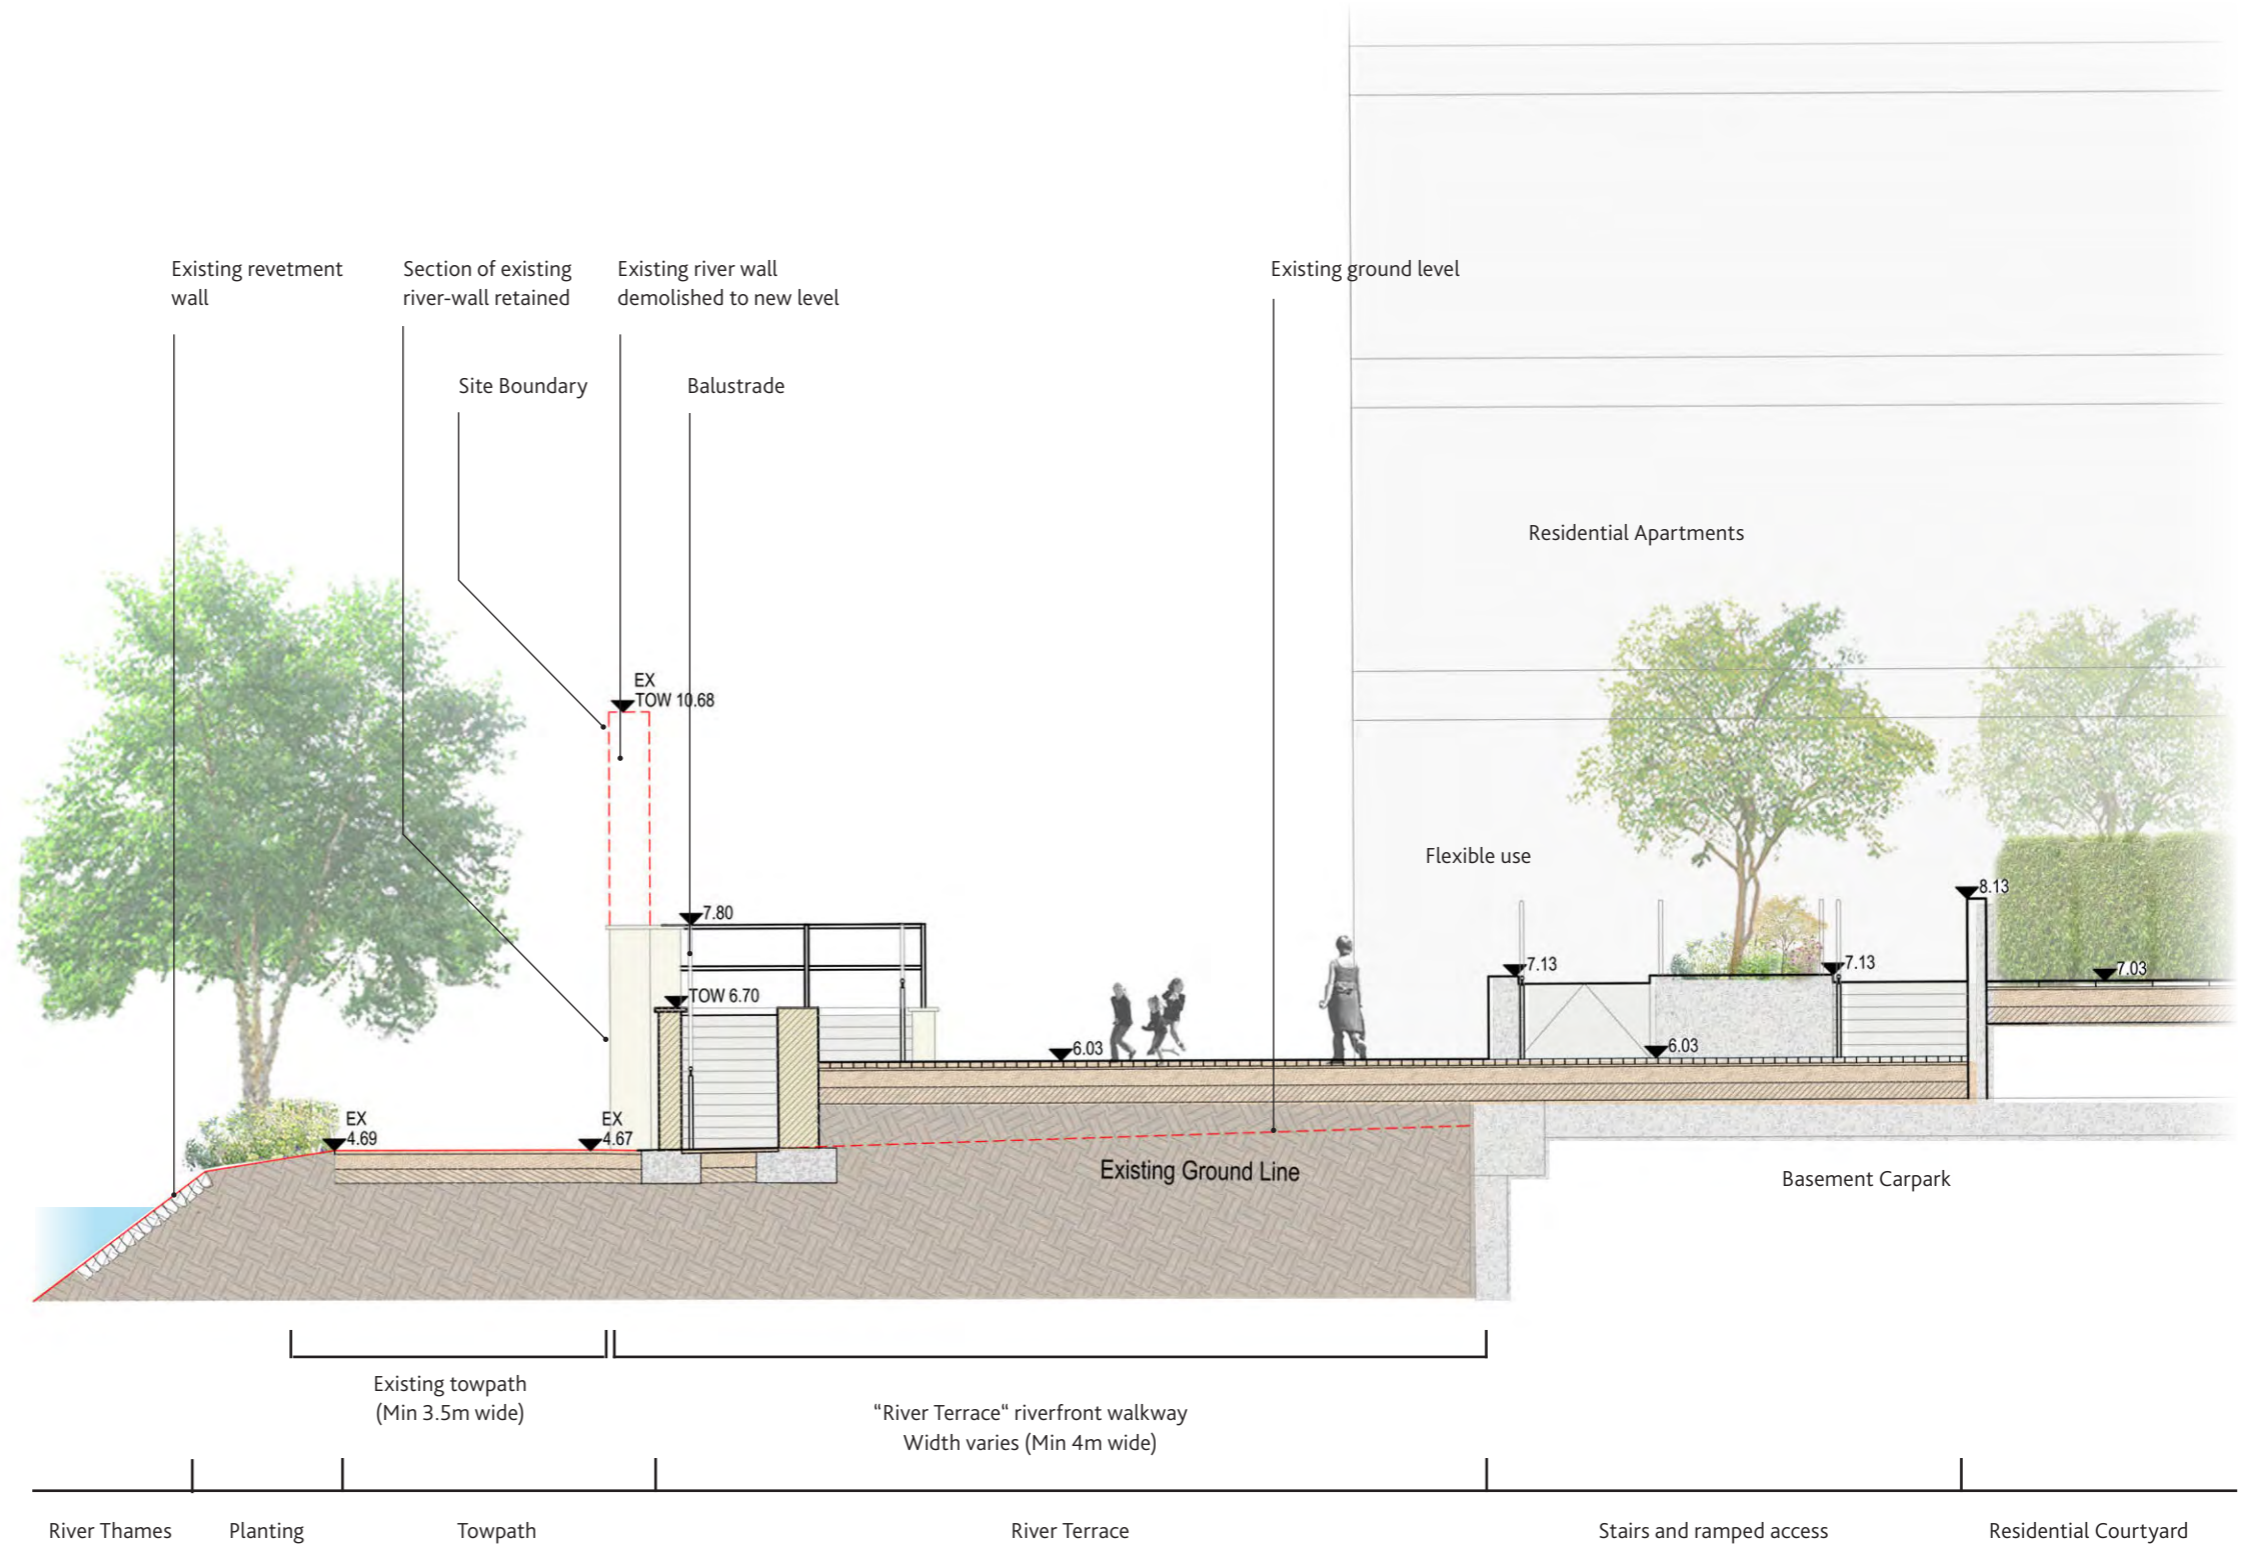 Existing revetment
wall
Section of existing
river-wall retained
Existing river wall
demolished to new level
Existing ground level
Site Boundary
Balustrade
Residential Apartments
EX
TOW 10.68
Flexible use
8.13
7.80
7.13
7.13
7.03
TOW 6.70
6.03
6.03
EX
4.69
EX
4.67
Existing Ground Line
Basement Carpark
Existing towpath
(Min 3.5m wide)
“River Terrace“ riverfront walkway
Width varies (Min 4m wide)
River Thames
Planting
Towpath
River Terrace
Stairs and ramped access
Residential Courtyard